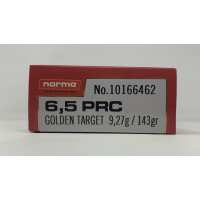 norma
No.10166462
6,5 PRC
GOLDEN TARGET 9,27g / 143gr